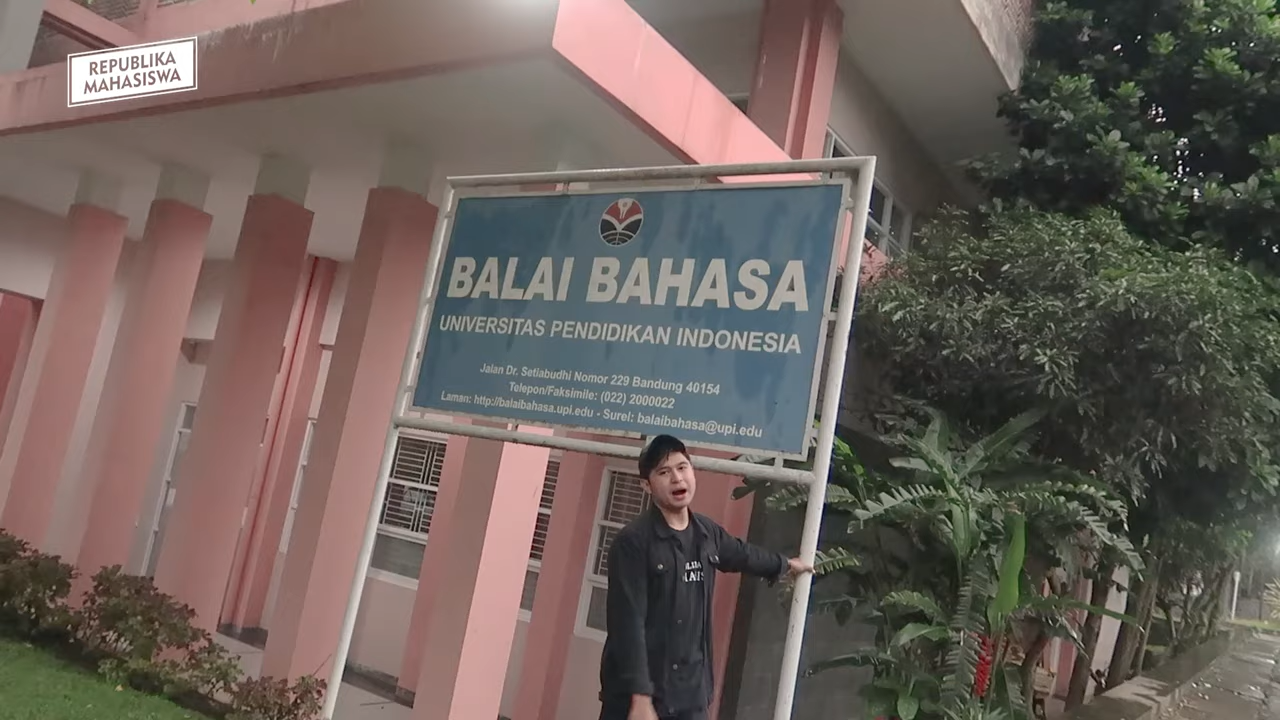 REPUBLIKA
MAHASISWA
BALAI BAHASA
UNIVERSITAS PENDIDIKAN INDONESIA
Jalan Dr. Setiabudhi Nomor 229 Bandung 40154
Telepon/Faksimile: (022) 2000022
Laman: http://balaibahasa.upi.edu - Surel: balaibahasa@upi.edu